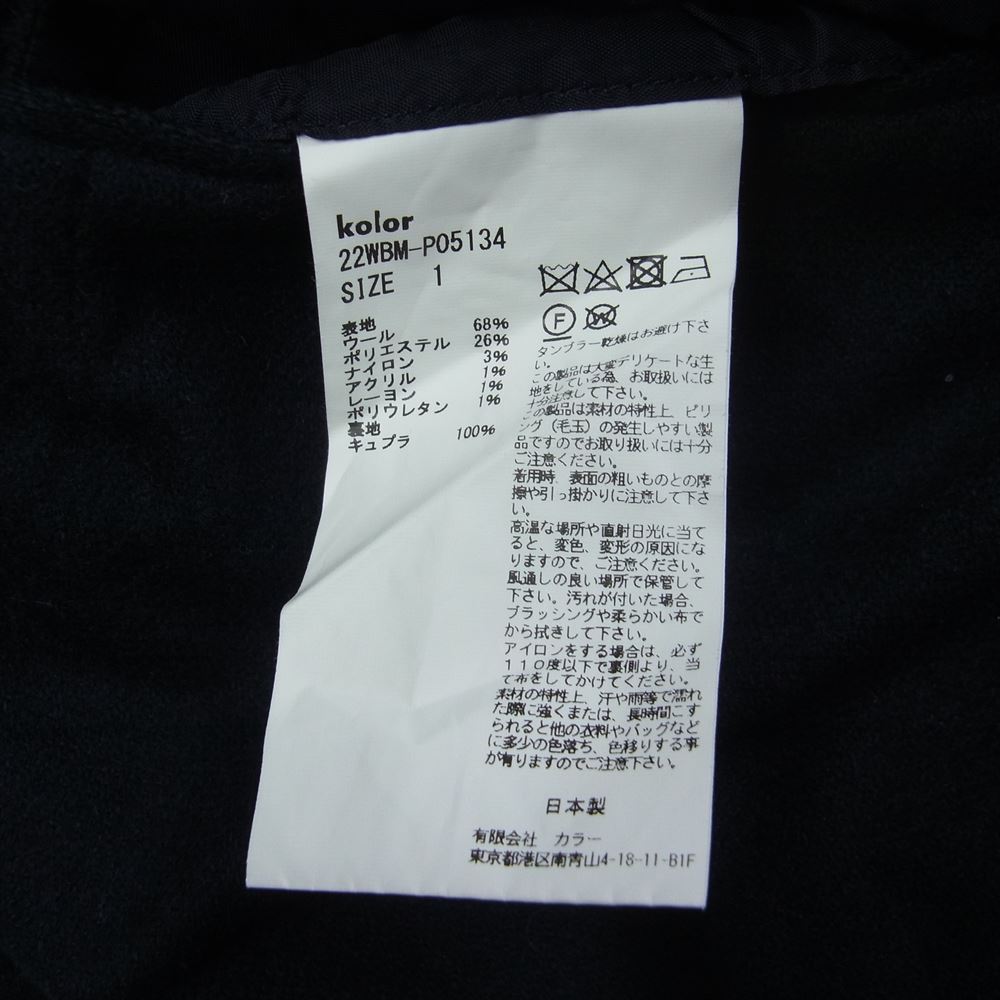 kolor
22WBM-P05134
SIZE 1
表地
ウール 68%
ポリエステル 26%
ナイロン 3%
アクリル 1%
レーヨン 1%
ポリウレタン 1%
裏地
キュプラ 100%
F
W
タンブラー乾燥はお避け下さ
い。
この製品は大変デリケートな生
地をしている為、お取扱いには
十分注意して下さい。
この製品は素材の特性上、ピリ
ング(毛玉)の発生しやすい製
品ですのでお取り扱いには十分
ご注意ください。
着用時、表面の粗いものとの摩
擦や引っ掛かりに注意して下さ
い。
高温な場所や直射日光に当て
ると、変色、変形の原因にな
りますので、ご注意ください。
風通しの良い場所で保管して
下さい。汚れが付いた場合、
ブラッシングや柔らかい布で
から拭きして下さい。
アイロンをする場合は、必ず
110度以下で裏側より、当
て布をしてかけてください。
素材の特性上、汗や雨等で濡れ
た際に強くまたは、長時間こす
られると他の衣料やバッグなど
に多少の色落ち、色移りする事
が有りますのでご注意下さい。
日本製
有限会社 カラー
東京都港区南青山4-18-11-B1F